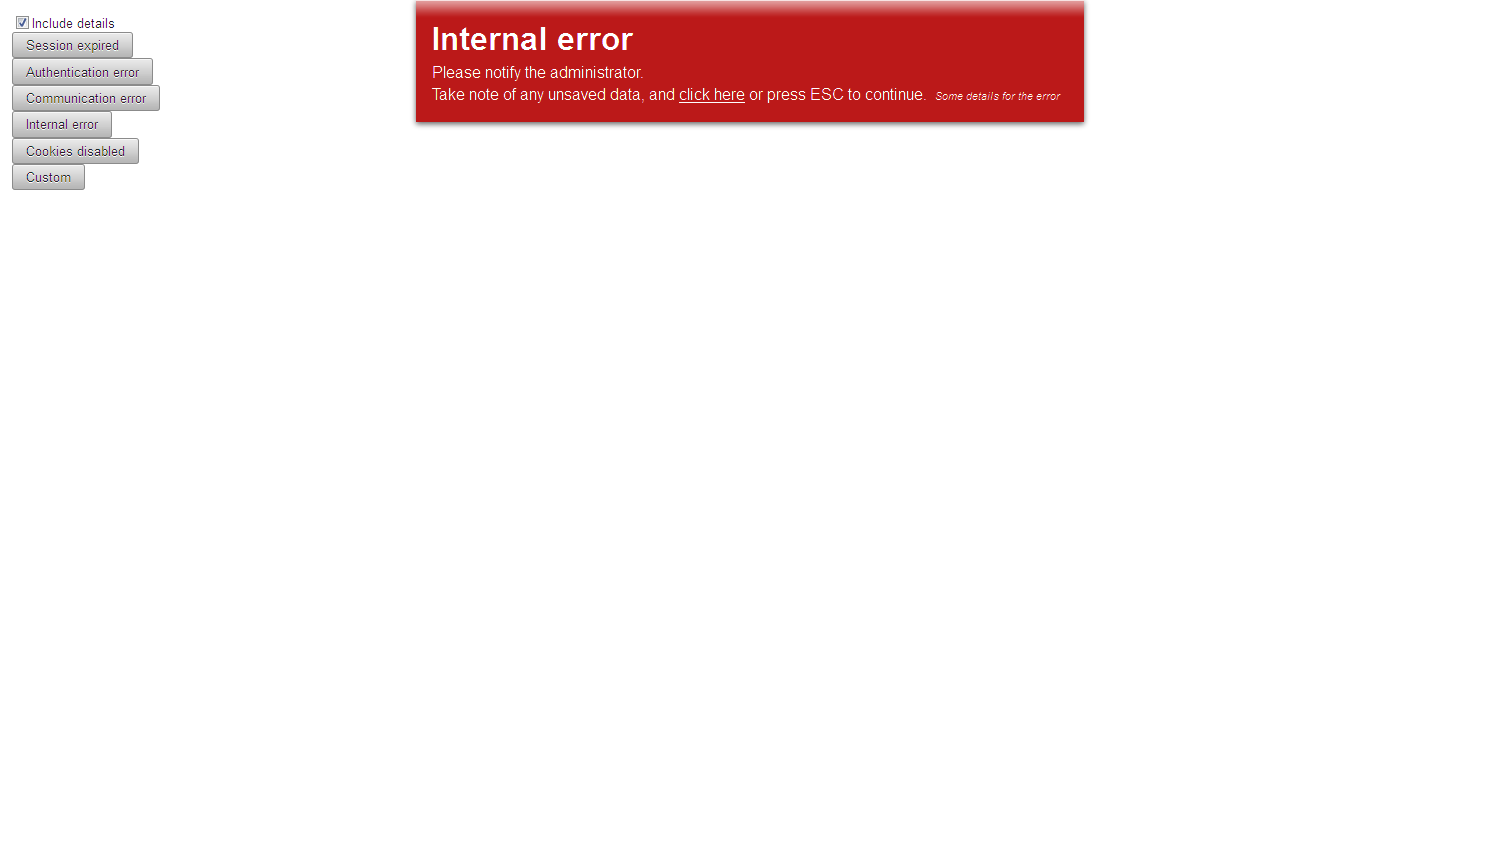 Include details
Session expired
Authentication error
Communication error
Internal error
Cookies disabled
Custom
Internal error
Please notify the administrator.
Take note of any unsaved data, and click here or press ESC to continue. Some details for the error